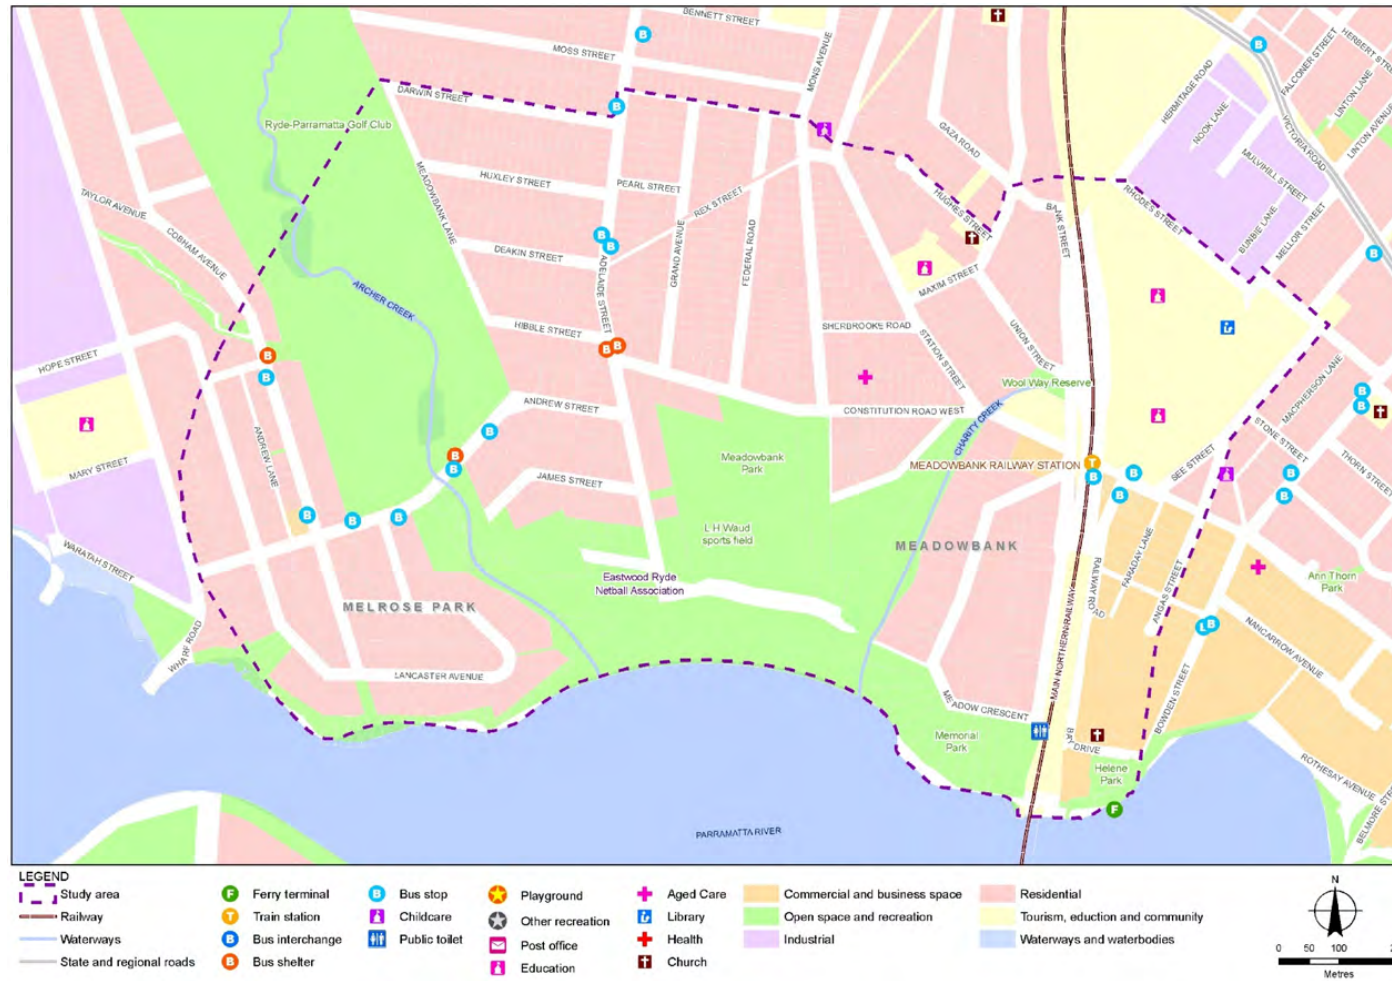 BENNETT STREET
MOSS STREET
MONS AVENUE
DARWIN STREET
Ryde-Parramatta Golf Club
GAZA ROAD
HERMITAGE ROAD
NOOK LANE
FALCONER STREET
HERBERT STRE
LINTON LANE
LINTON AVENUE
VICTORIA ROAD
MULVIHILL STREET
HUXLEY STREET
PEARL STREET
REX STREET
MEADOWBANK LANE
HUGHES STREET
BANK STREET
RHODES STREET
BUNBIE LANE
MELLOR STREET
TAYLOR AVENUE
COBHAM AVENUE
DEAKIN STREET
ADELAIDE STREET
GRAND AVENUE
FEDERAL ROAD
MAXIM STREET
ARCHER CREEK
HIBBLE STREET
SHERBROOKE ROAD
STATION STREET
UNION STREET
HOPE STREET
Wool Way Reserve
MACPHERSON LANE
ANDREW STREET
CONSTITUTION ROAD WEST
CHARITY CREEK
STONE STREET
ANDREW LANE
MARY STREET
Meadowbank
Park
MEADOWBANK RAILWAY STATION
SEE STREET
THORN STREET
JAMES STREET
L H Waud
sports field
MEADOWBANK
WARATAH STREET
Eastwood Ryde
Netball Association
RAILWAY ROAD
FARADAY LANE
ANGAS STREET
Ann Thorn
Park
MELROSE PARK
MAIN NORTHERN RAILWAY
NANCARROW AVENUE
WHARF ROAD
LANCASTER AVENUE
MEADOW CRESCENT
BOWDEN STREET
Memorial
Park
BAY DRIVE
Helene
Park
ROTHESAY AVENUE
BELMORE STRE
PARRAMATTA RIVER
LEGEND
Study area
Railway
Waterways
State and regional roads
F Ferry terminal
T Train station
B Bus interchange
B Bus shelter
B Bus stop
Childcare
Public toilet
Playground
Other recreation
Post office
Education
Aged Care
Library
Health
Church
Commercial and business space
Open space and recreation
Industrial
Residential
Tourism, eduction and community
Waterways and waterbodies
N
0 50 100 2
Metres